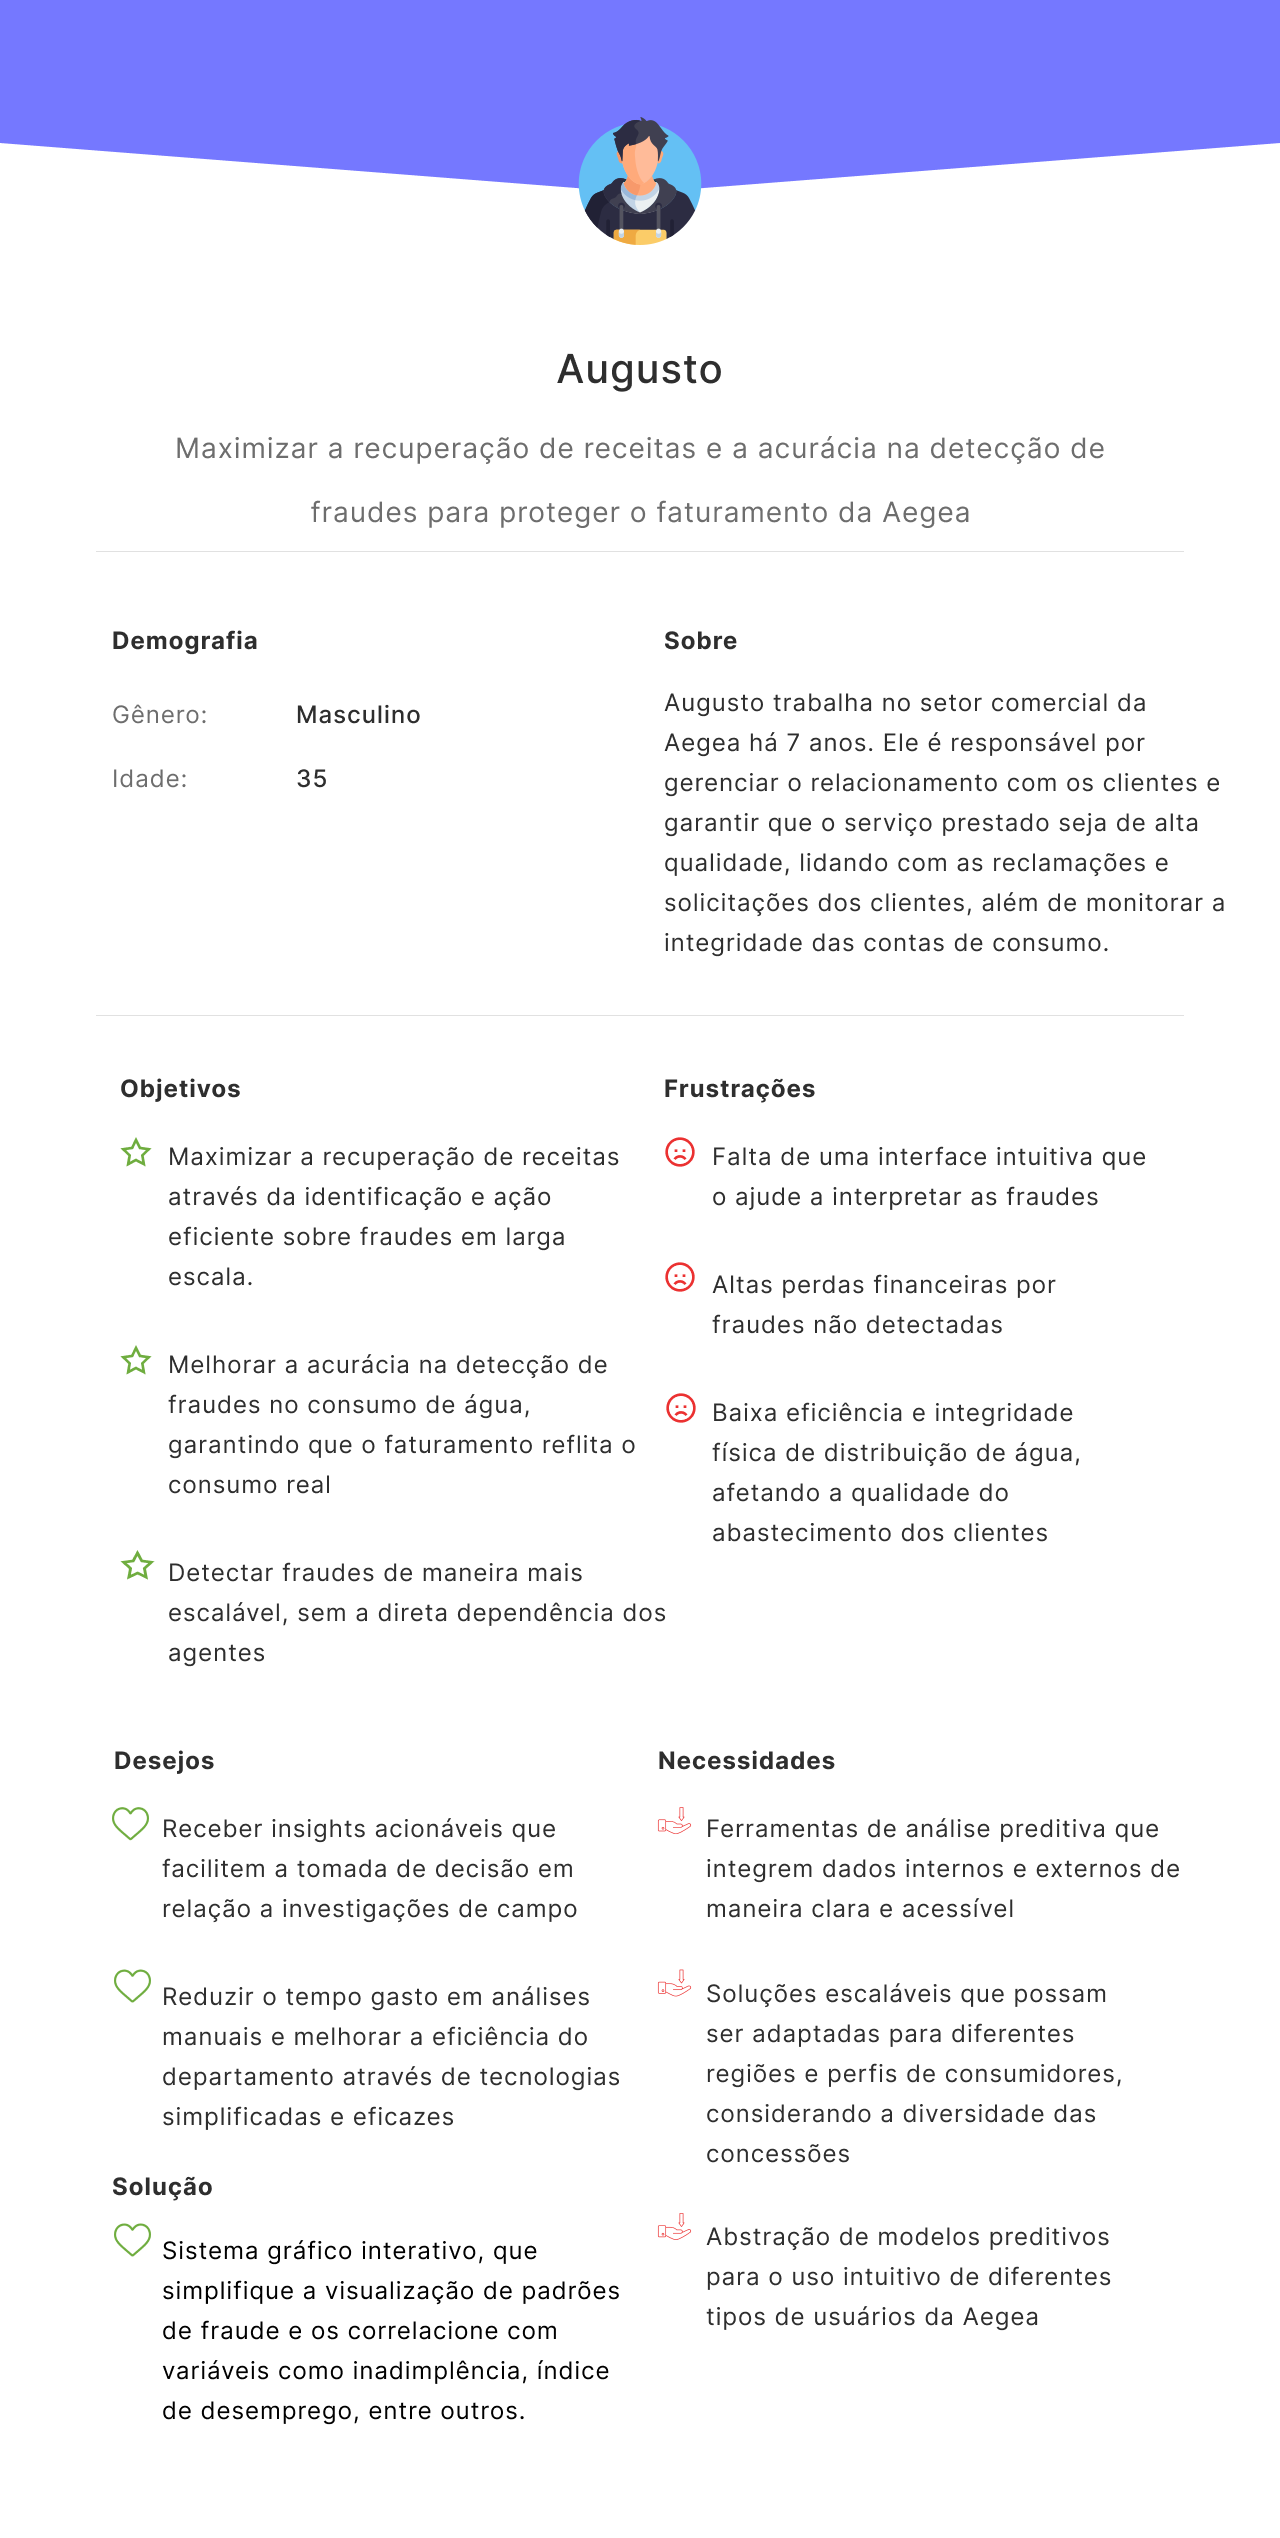 Augusto
Maximizar a recuperação de receitas e a acurácia na detecção de
fraudes para proteger o faturamento da Aegea
Demografia
Gênero: Masculino
Idade: 35
Sobre
Augusto trabalha no setor comercial da
Aegea há 7 anos. Ele é responsável por
gerenciar o relacionamento com os clientes e
garantir que o serviço prestado seja de alta
qualidade, lidando com as reclamações e
solicitações dos clientes, além de monitorar a
integridade das contas de consumo.
Objetivos
Maximizar a recuperação de receitas
através da identificação e ação
eficiente sobre fraudes em larga
escala.
Melhorar a acurácia na detecção de
fraudes no consumo de água,
garantindo que o faturamento reflita o
consumo real
Detectar fraudes de maneira mais
escalável, sem a direta dependência dos
agentes
Frustrações
Falta de uma interface intuitiva que
o ajude a interpretar as fraudes
Altas perdas financeiras por
fraudes não detectadas
Baixa eficiência e integridade
física de distribuição de água,
afetando a qualidade do
abastecimento dos clientes
Desejos
Receber insights acionáveis que
facilitem a tomada de decisão em
relação a investigações de campo
Reduzir o tempo gasto em análises
manuais e melhorar a eficiência do
departamento através de tecnologias
simplificadas e eficazes
Solução
Sistema gráfico interativo, que
simplifique a visualização de padrões
de fraude e os correlacione com
variáveis como inadimplência, índice
de desemprego, entre outros.
Necessidades
Ferramentas de análise preditiva que
integrem dados internos e externos de
maneira clara e acessível
Soluções escaláveis que possam
ser adaptadas para diferentes
regiões e perfis de consumidores,
considerando a diversidade das
concessões
Abstração de modelos preditivos
para o uso intuitivo de diferentes
tipos de usuários da Aegea